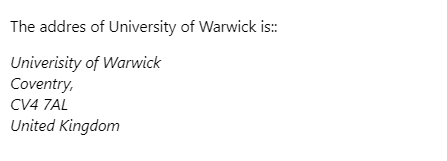 The addres of University of Warwick is::
Univerisity of Warwick
Coventry,
CV4 7AL
United Kingdom